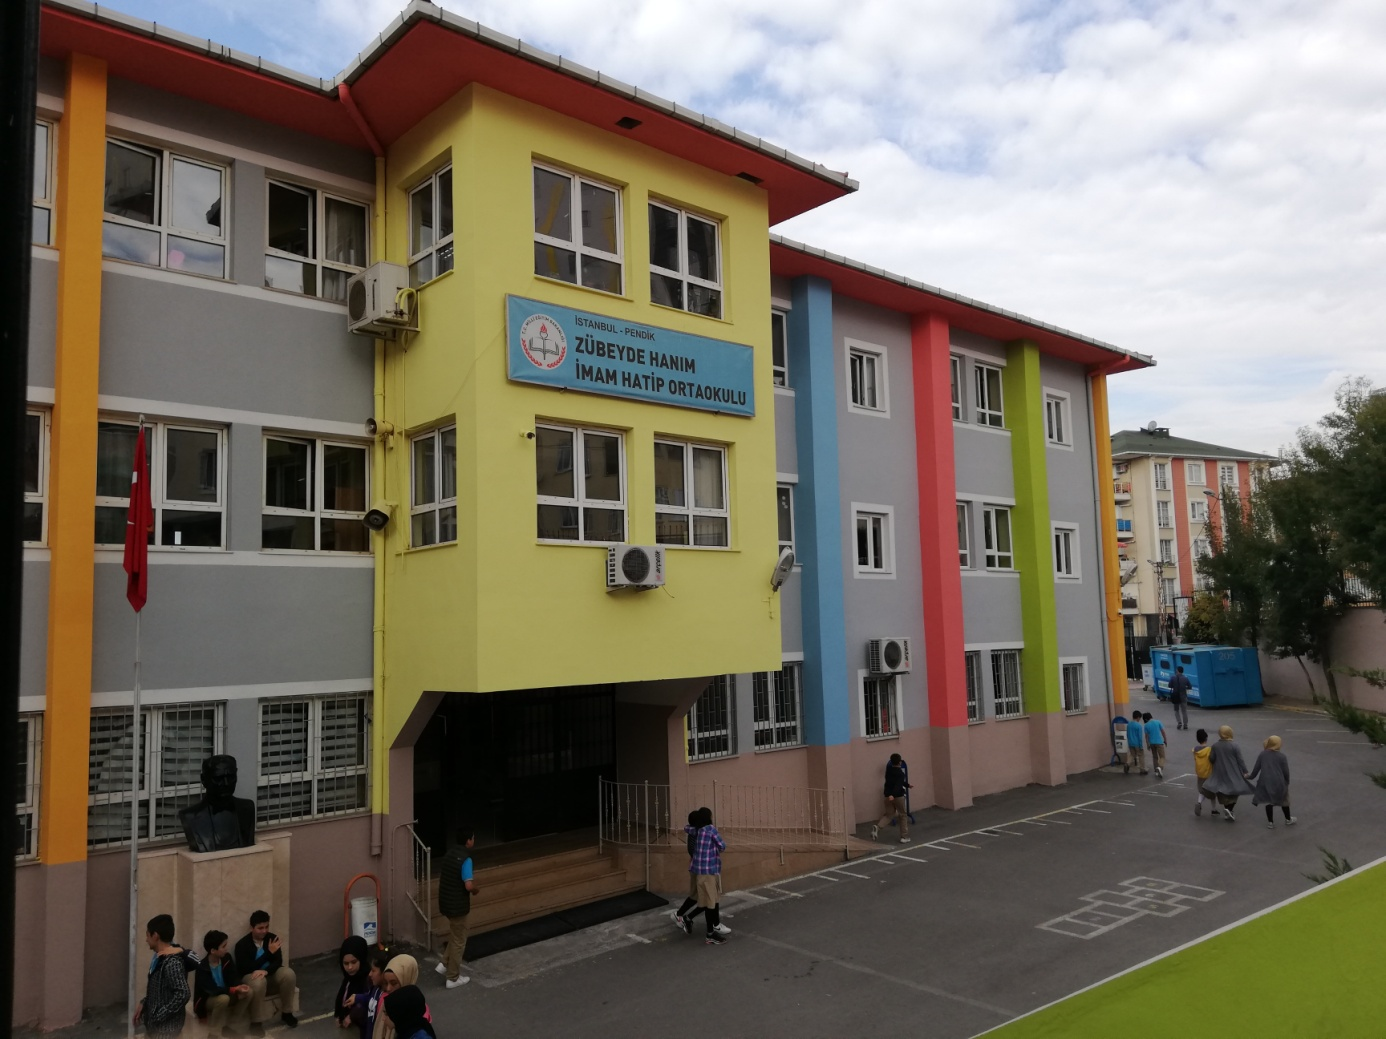 İSTANBUL - PENDİK
ZÜBEYDE HANIM
İMAM HATİP ORTAOKULU